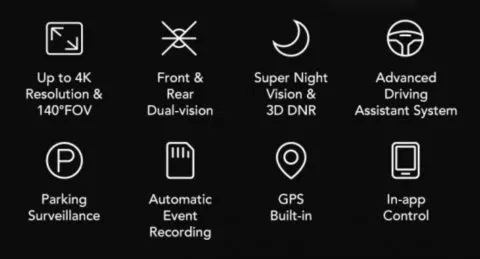 Up to 4K
Resolution &
140°FOV
Front &
Rear
Dual-vision
Super Night
Vision &
3D DNR
Advanced
Driving
Assistant System
P
Parking
Surveillance
Automatic
Event
Recording
GPS
Built-in
In-app
Control